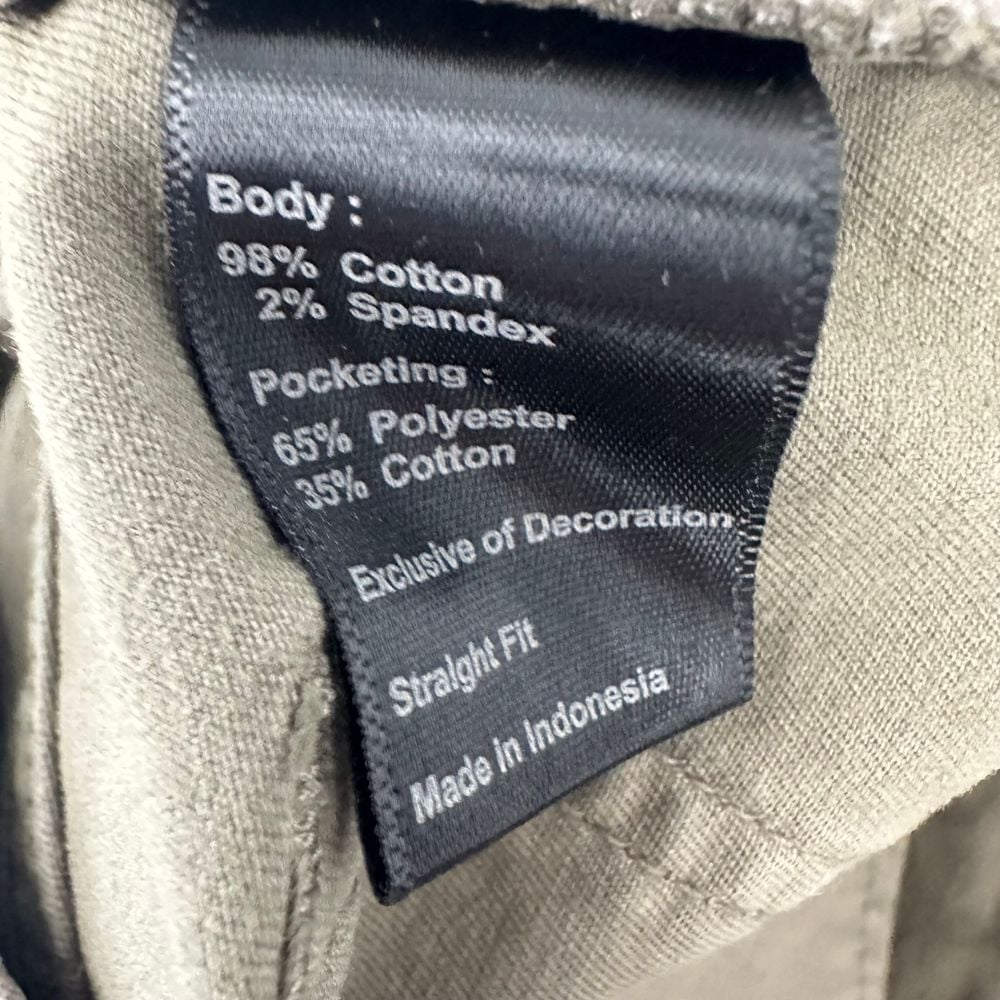 Body :
98% Cotton
2% Spandex
Pocketing :
65% Polyester
35% Cotton
Exclusive of Decoration
Straight Fit
Made in Indonesia